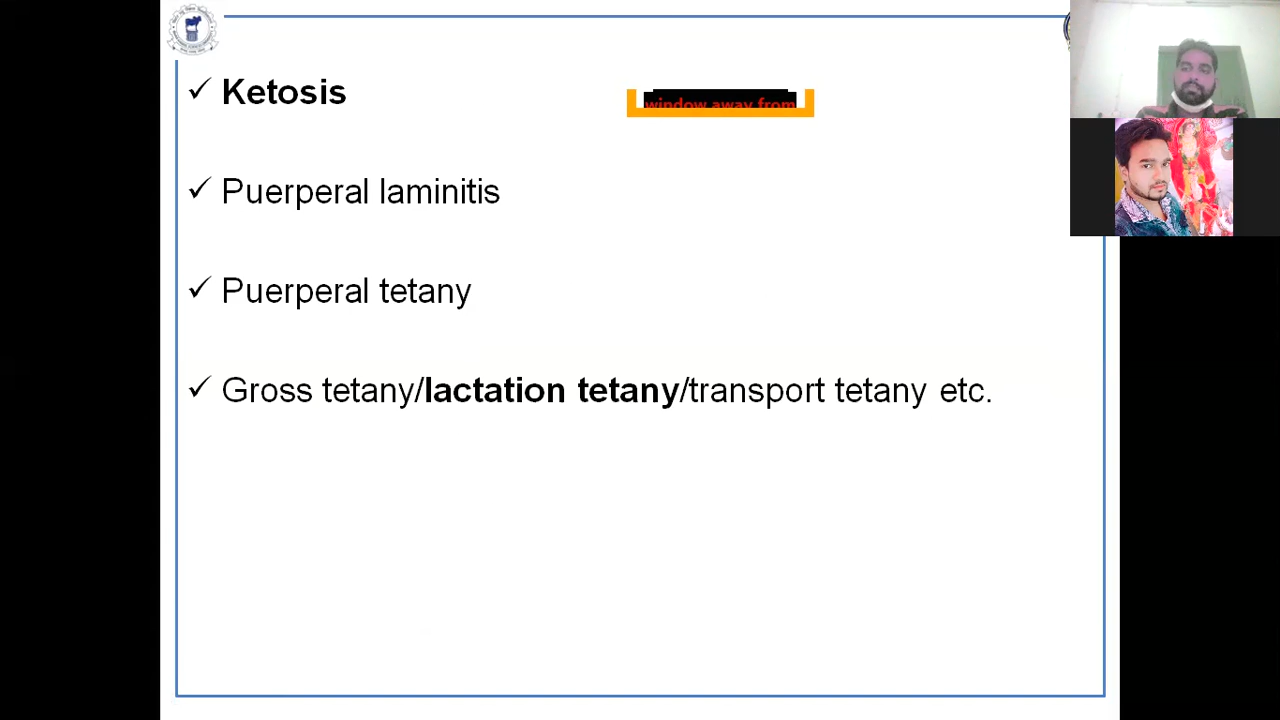 ✓ Ketosis
window away from
✓ Puerperal laminitis
✓ Puerperal tetany
✓ Gross tetany/lactation tetany/transport tetany etc.